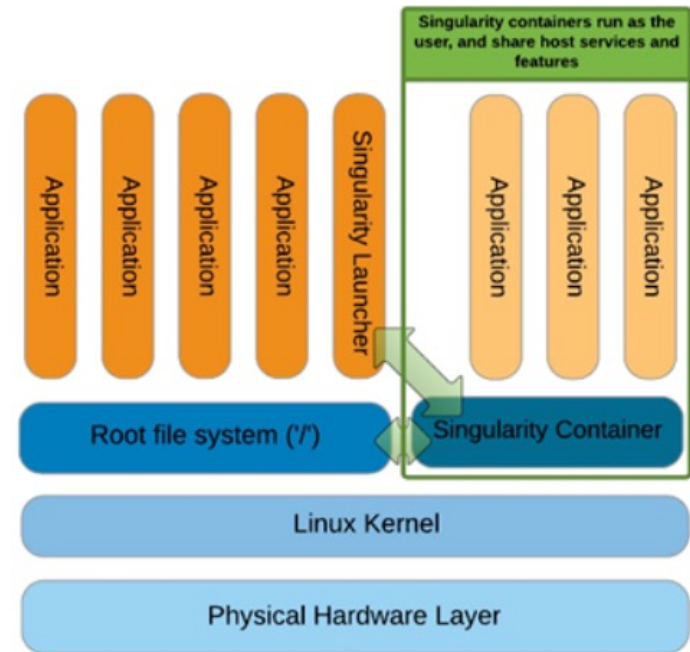 Singularity containers run as the
user, and share host services and
features
Application
Application
Application
Application
Singularity Launcher
Application
Application
Application
Root file system ('/')
Singularity Container
Linux Kernel
Physical Hardware Layer